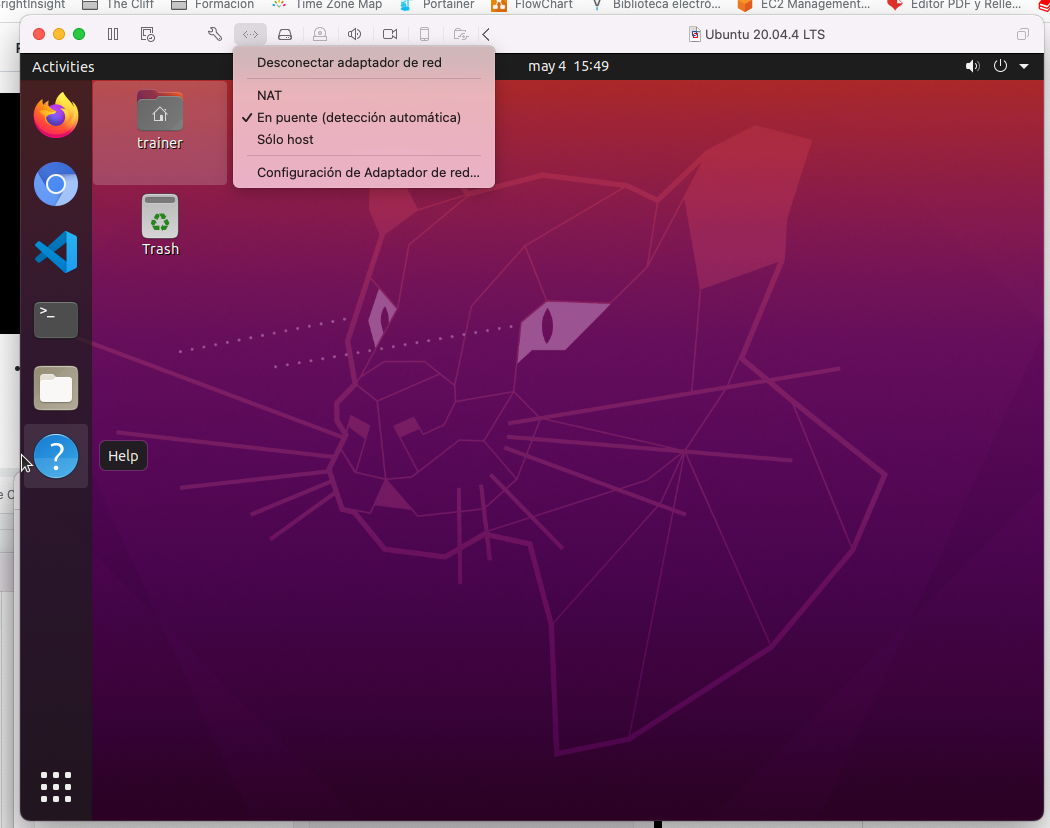 rightInsight The Cliff Formación Time Zone Map Portainer FlowChart Biblioteca electró... EC2 Management... Editor PDF y Relle...
Ubuntu 20.04.4 LTS
Activities
may 4 15:49
Desconectar adaptador de red
NAT
En puente (detección automática)
Sólo host
Configuración de Adaptador de red...
trainer
Trash
>_
?
Help
e C